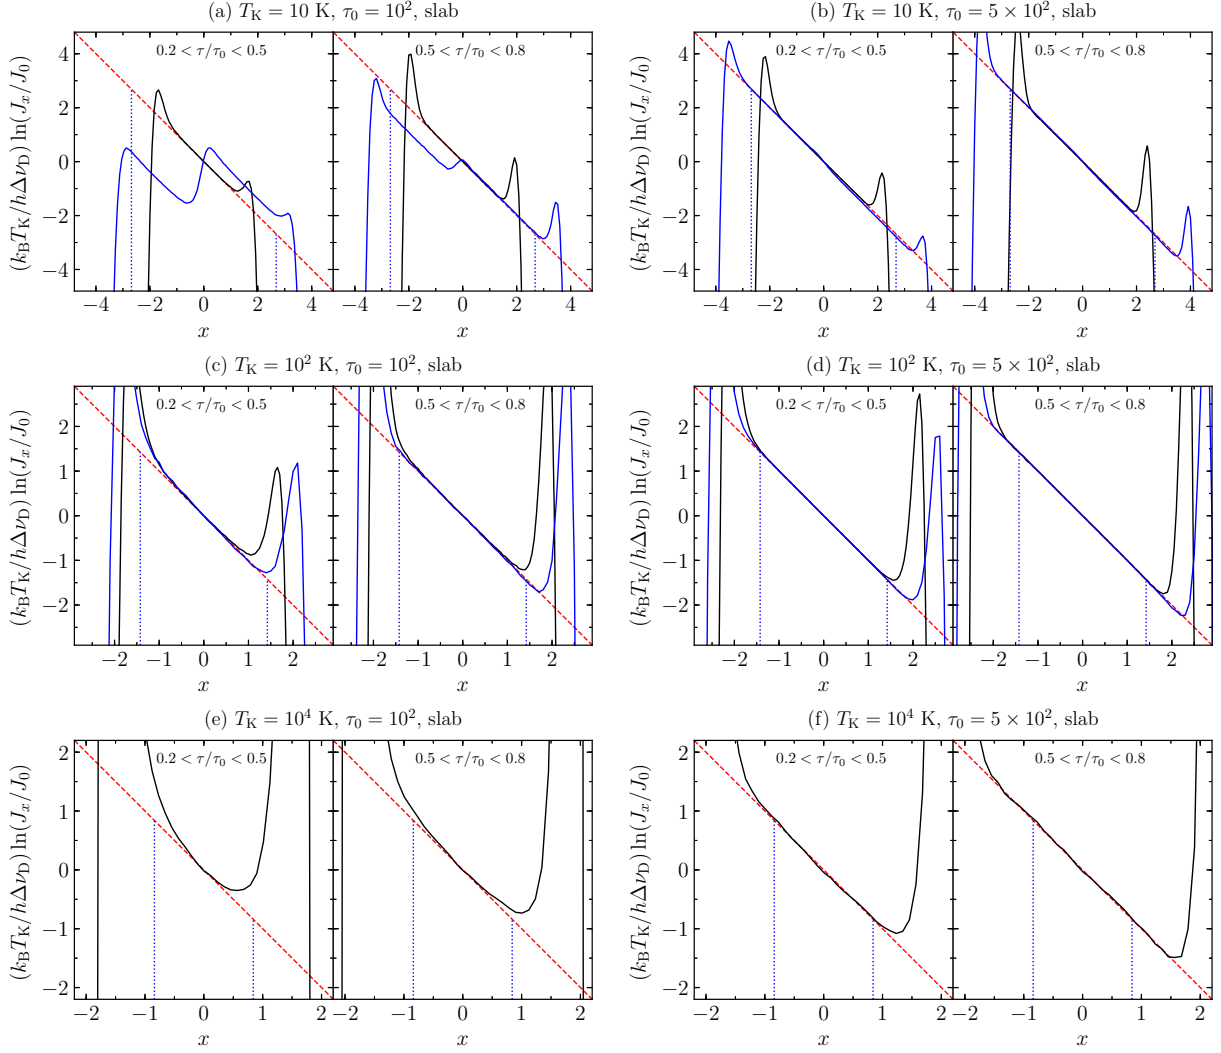 (a) T_K = 10 K, τ_0 = 10^2, slab
(k_B T_K/hΔν_D) ln(J_x/J_0)
0.2 < τ/τ_0 < 0.5
0.5 < τ/τ_0 < 0.8
4
2
0
−2
−4
−4 −2 0 2 4
−4 −2 0 2 4
x
x
(b) T_K = 10 K, τ_0 = 5 × 10^2, slab
(k_B T_K/hΔν_D) ln(J_x/J_0)
0.2 < τ/τ_0 < 0.5
0.5 < τ/τ_0 < 0.8
4
2
0
−2
−4
−4 −2 0 2 4
−4 −2 0 2 4
x
x
(c) T_K = 10^2 K, τ_0 = 10^2, slab
(k_B T_K/hΔν_D) ln(J_x/J_0)
0.2 < τ/τ_0 < 0.5
0.5 < τ/τ_0 < 0.8
2
1
0
−1
−2
−2 −1 0 1 2
−2 −1 0 1 2
x
x
(d) T_K = 10^2 K, τ_0 = 5 × 10^2, slab
(k_B T_K/hΔν_D) ln(J_x/J_0)
0.2 < τ/τ_0 < 0.5
0.5 < τ/τ_0 < 0.8
2
1
0
−1
−2
−2 −1 0 1 2
−2 −1 0 1 2
x
x
(e) T_K = 10^4 K, τ_0 = 10^2, slab
(k_B T_K/hΔν_D) ln(J_x/J_0)
0.2 < τ/τ_0 < 0.5
0.5 < τ/τ_0 < 0.8
2
1
0
−1
−2
−2 −1 0 1 2
−2 −1 0 1 2
x
x
(f) T_K = 10^4 K, τ_0 = 5 × 10^2, slab
(k_B T_K/hΔν_D) ln(J_x/J_0)
0.2 < τ/τ_0 < 0.5
0.5 < τ/τ_0 < 0.8
2
1
0
−1
−2
−2 −1 0 1 2
−2 −1 0 1 2
x
x